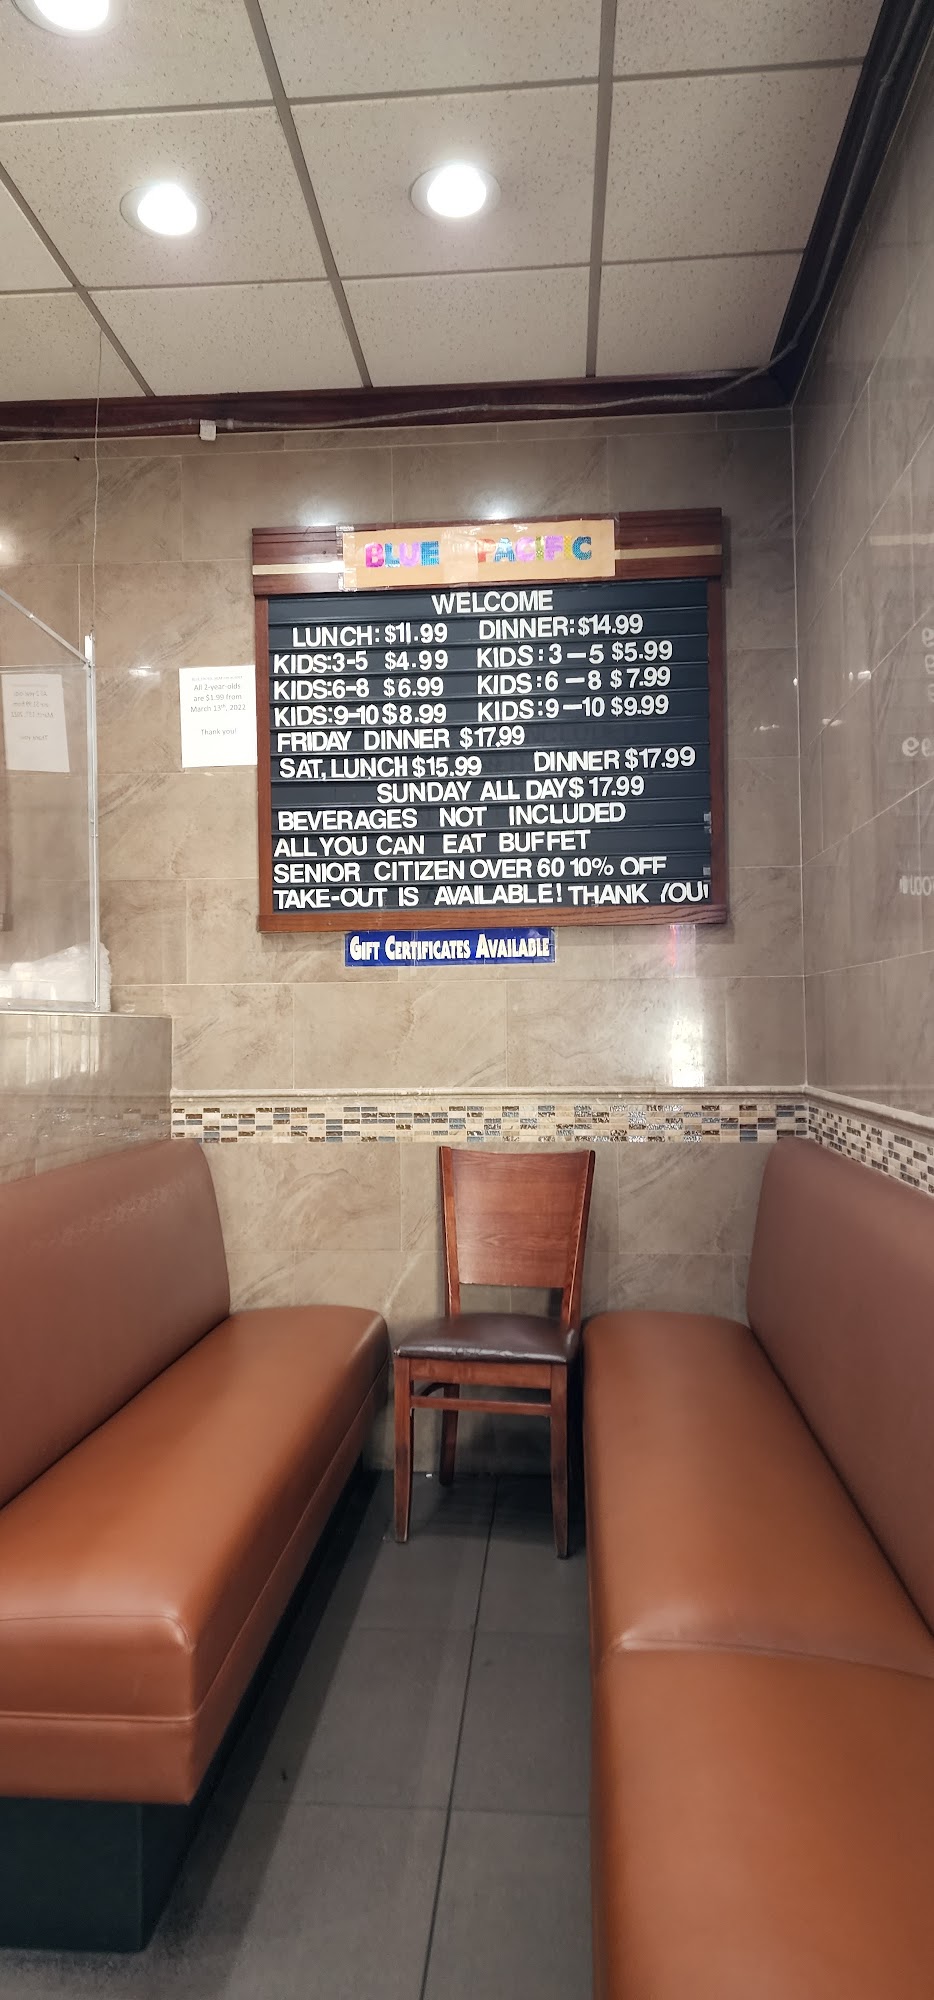 BLUE PACIFIC
WELCOME
LUNCH: $11.99 DINNER: $14.99
KIDS:3-5 $4.99 KIDS:3-5 $5.99
KIDS:6-8 $6.99 KIDS:6-8 $7.99
KIDS:9-10 $8.99 KIDS:9-10 $9.99
FRIDAY DINNER $17.99
SAT, LUNCH $15.99 DINNER $17.99
SUNDAY ALL DAY $17.99
BEVERAGES NOT INCLUDED
ALL YOU CAN EAT BUFFET
SENIOR CITIZEN OVER 60 10% OFF
TAKE-OUT IS AVAILABLE! THANK YOU!
GIFT CERTIFICATES AVAILABLE
All 2-year-olds
are $1.99 from
March 13th, 2022
Thank you!